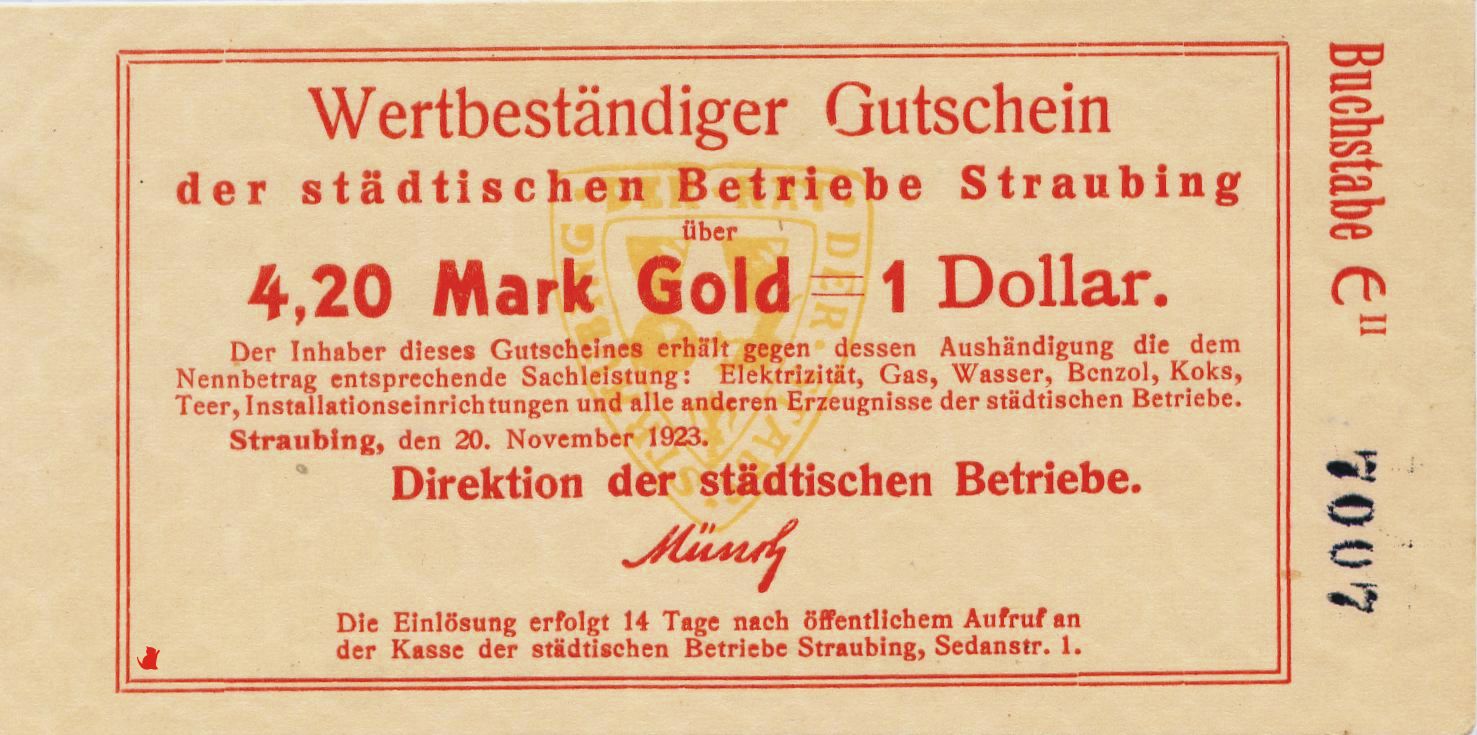 Wertbeständiger Gutschein
der städtischen Betriebe Straubing
über
4,20 Mark Gold = 1 Dollar.
Der Inhaber dieses Gutscheines erhält gegen dessen Aushändigung die dem
Nennbetrag entsprechende Sachleistung: Elektrizität, Gas, Wasser, Benzol, Koks,
Teer, Installationseinrichtungen und alle anderen Erzeugnisse der städtischen Betriebe.
Straubing, den 20. November 1923.
Direktion der städtischen Betriebe.
Münch
Die Einlösung erfolgt 14 Tage nach öffentlichem Aufruf an
der Kasse der städtischen Betriebe Straubing, Sedanstr. 1.
Buchstabe C II
7007